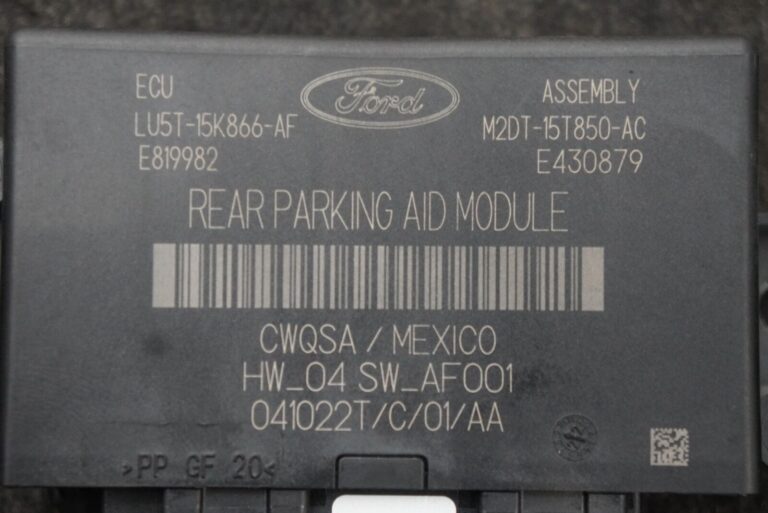 ECU
Ford
ASSEMBLY
LU5T-15K866-AF
M2DT-15T850-AC
E819982
E430879
REAR PARKING AID MODULE
CWQSA / MEXICO
HW_04 SW_AF001
041022T/C/01/AA
>PP GF 20<